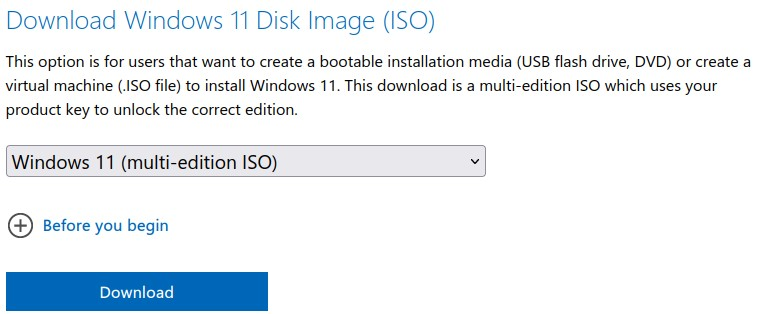 Download Windows 11 Disk Image (ISO)
This option is for users that want to create a bootable installation media (USB flash drive, DVD) or create a
virtual machine (.ISO file) to install Windows 11. This download is a multi-edition ISO which uses your
product key to unlock the correct edition.
Windows 11 (multi-edition ISO)
Before you begin
Download